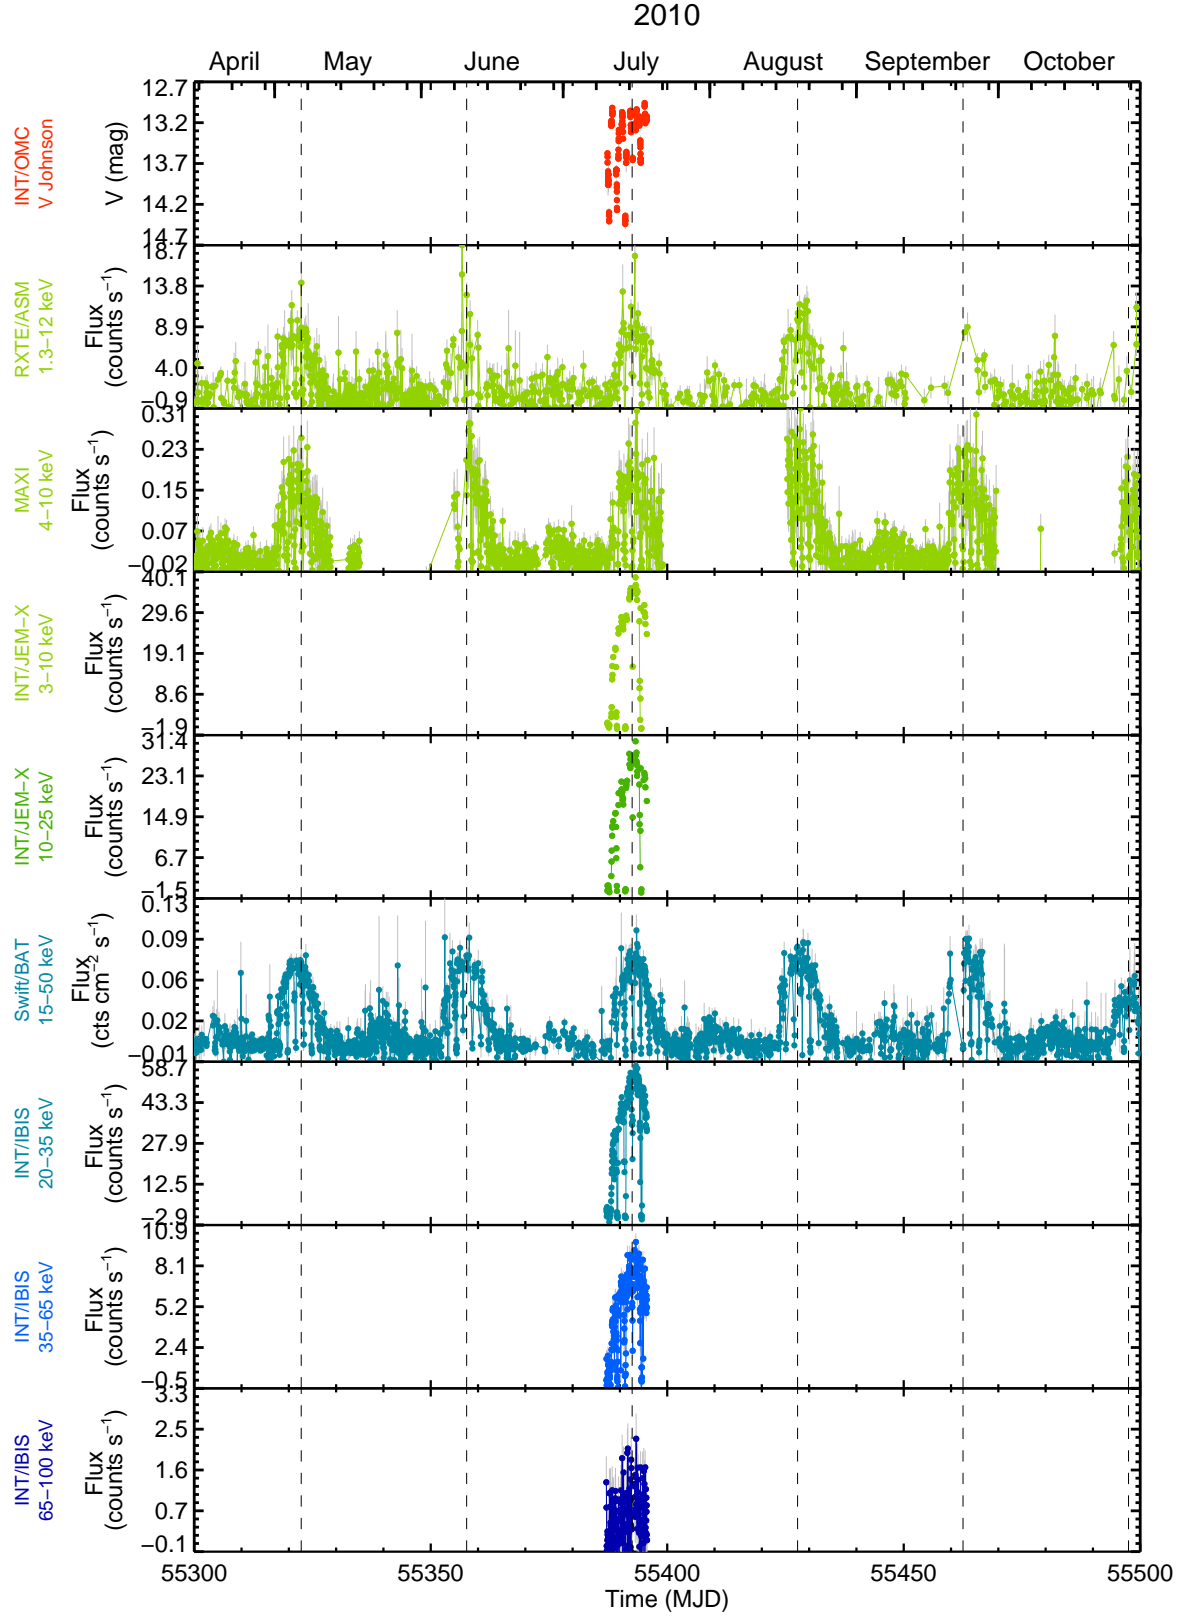 2010
April May June July August September October
INT/OMC
V Johnson
V (mag)
12.7
13.2
13.7
14.2
14.7
RXTE/ASM
1.3−12 keV
Flux
(counts s−1)
18.7
13.8
8.9
4.0
−0.9
MAXI
4−10 keV
Flux
(counts s−1)
0.31
0.23
0.15
0.07
−0.02
INT/JEM−X
3−10 keV
Flux
(counts s−1)
40.1
29.6
19.1
8.6
−1.9
INT/JEM−X
10−25 keV
Flux
(counts s−1)
31.4
23.1
14.9
6.7
−1.5
Swift/BAT
15−50 keV
Flux
(cts cm−2 s−1)
0.13
0.09
0.06
0.02
−0.01
INT/IBIS
20−35 keV
Flux
(counts s−1)
58.7
43.3
27.9
12.5
−2.9
INT/IBIS
35−65 keV
Flux
(counts s−1)
10.9
8.1
5.2
2.4
−0.5
INT/IBIS
65−100 keV
Flux
(counts s−1)
3.3
2.5
1.6
0.7
−0.1
55300 55350 55400 55450 55500
Time (MJD)